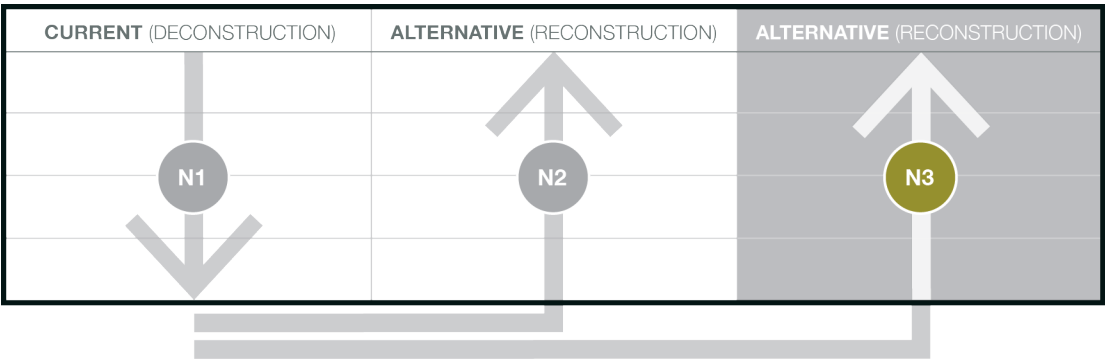 CURRENT (DECONSTRUCTION)
ALTERNATIVE (RECONSTRUCTION)
ALTERNATIVE (RECONSTRUCTION)
N1
N2
N3